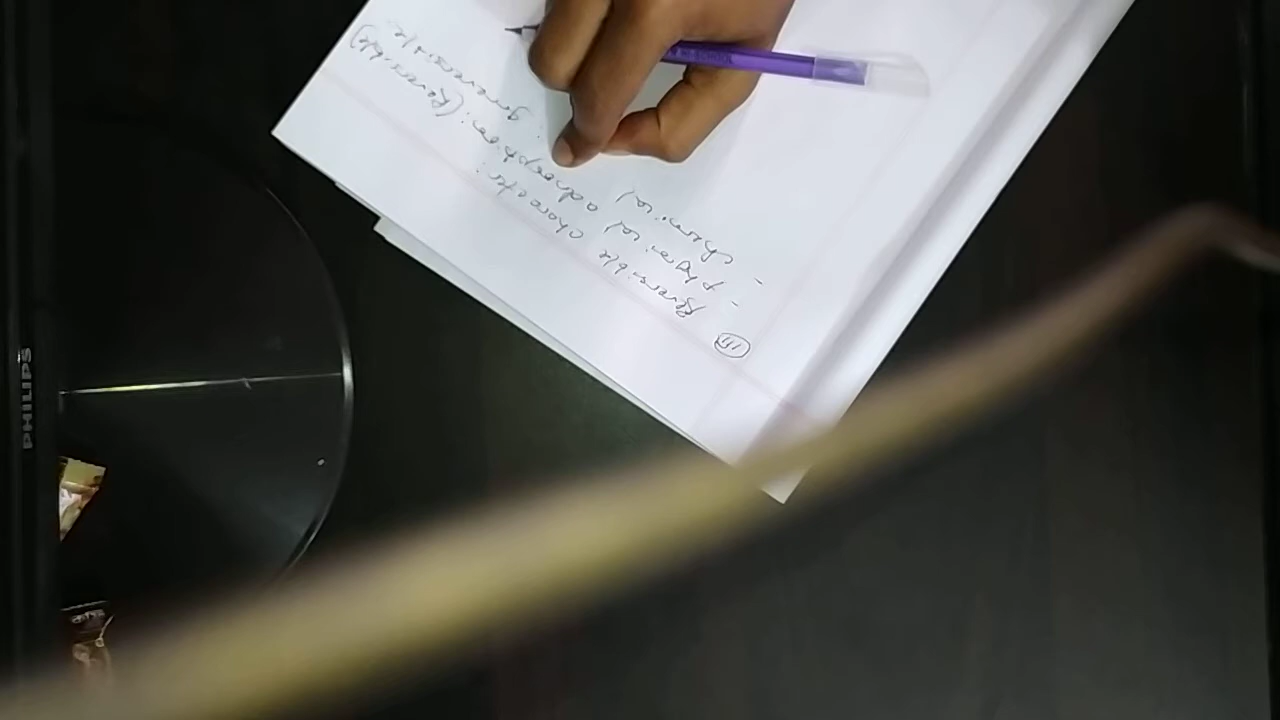 (iii) Reversible character:
- physical adsorption: (Reversible)
- chemical : irreversible
PHILIPS